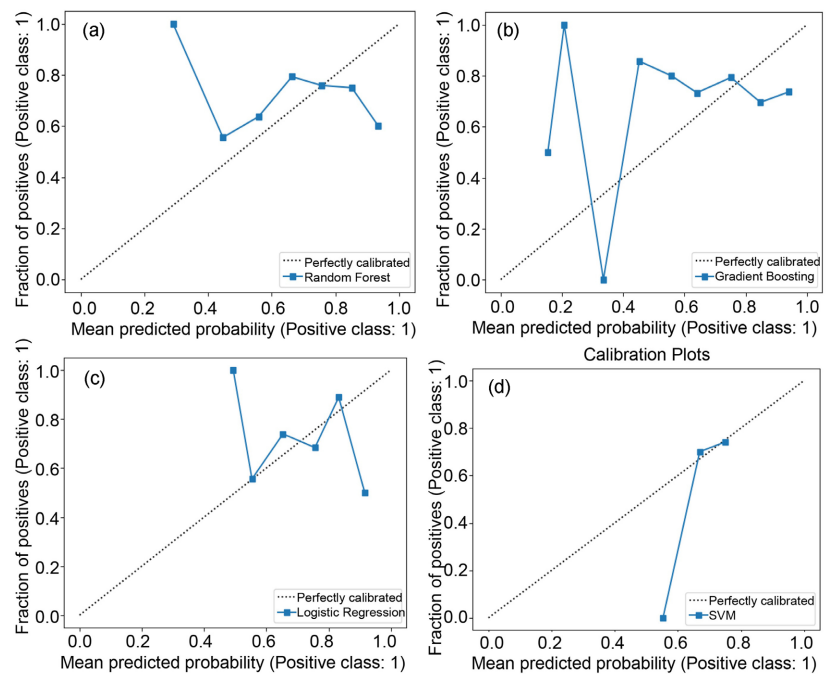 (a)
Fraction of positives (Positive class: 1)
1.0
0.8
0.6
0.4
0.2
0.0
Perfectly calibrated
Random Forest
0.0 0.2 0.4 0.6 0.8 1.0
Mean predicted probability (Positive class: 1)
(b)
Fraction of positives (Positive class: 1)
1.0
0.8
0.6
0.4
0.2
0.0
Perfectly calibrated
Gradient Boosting
0.0 0.2 0.4 0.6 0.8 1.0
Mean predicted probability (Positive class: 1)
(c)
Fraction of positives (Positive class: 1)
1.0
0.8
0.6
0.4
0.2
0.0
Perfectly calibrated
Logistic Regression
0.0 0.2 0.4 0.6 0.8 1.0
Mean predicted probability (Positive class: 1)
Calibration Plots
(d)
Fraction of positives (Positive class: 1)
1.0
0.8
0.6
0.4
0.2
0.0
Perfectly calibrated
SVM
0.0 0.2 0.4 0.6 0.8 1.0
Mean predicted probability (Positive class: 1)